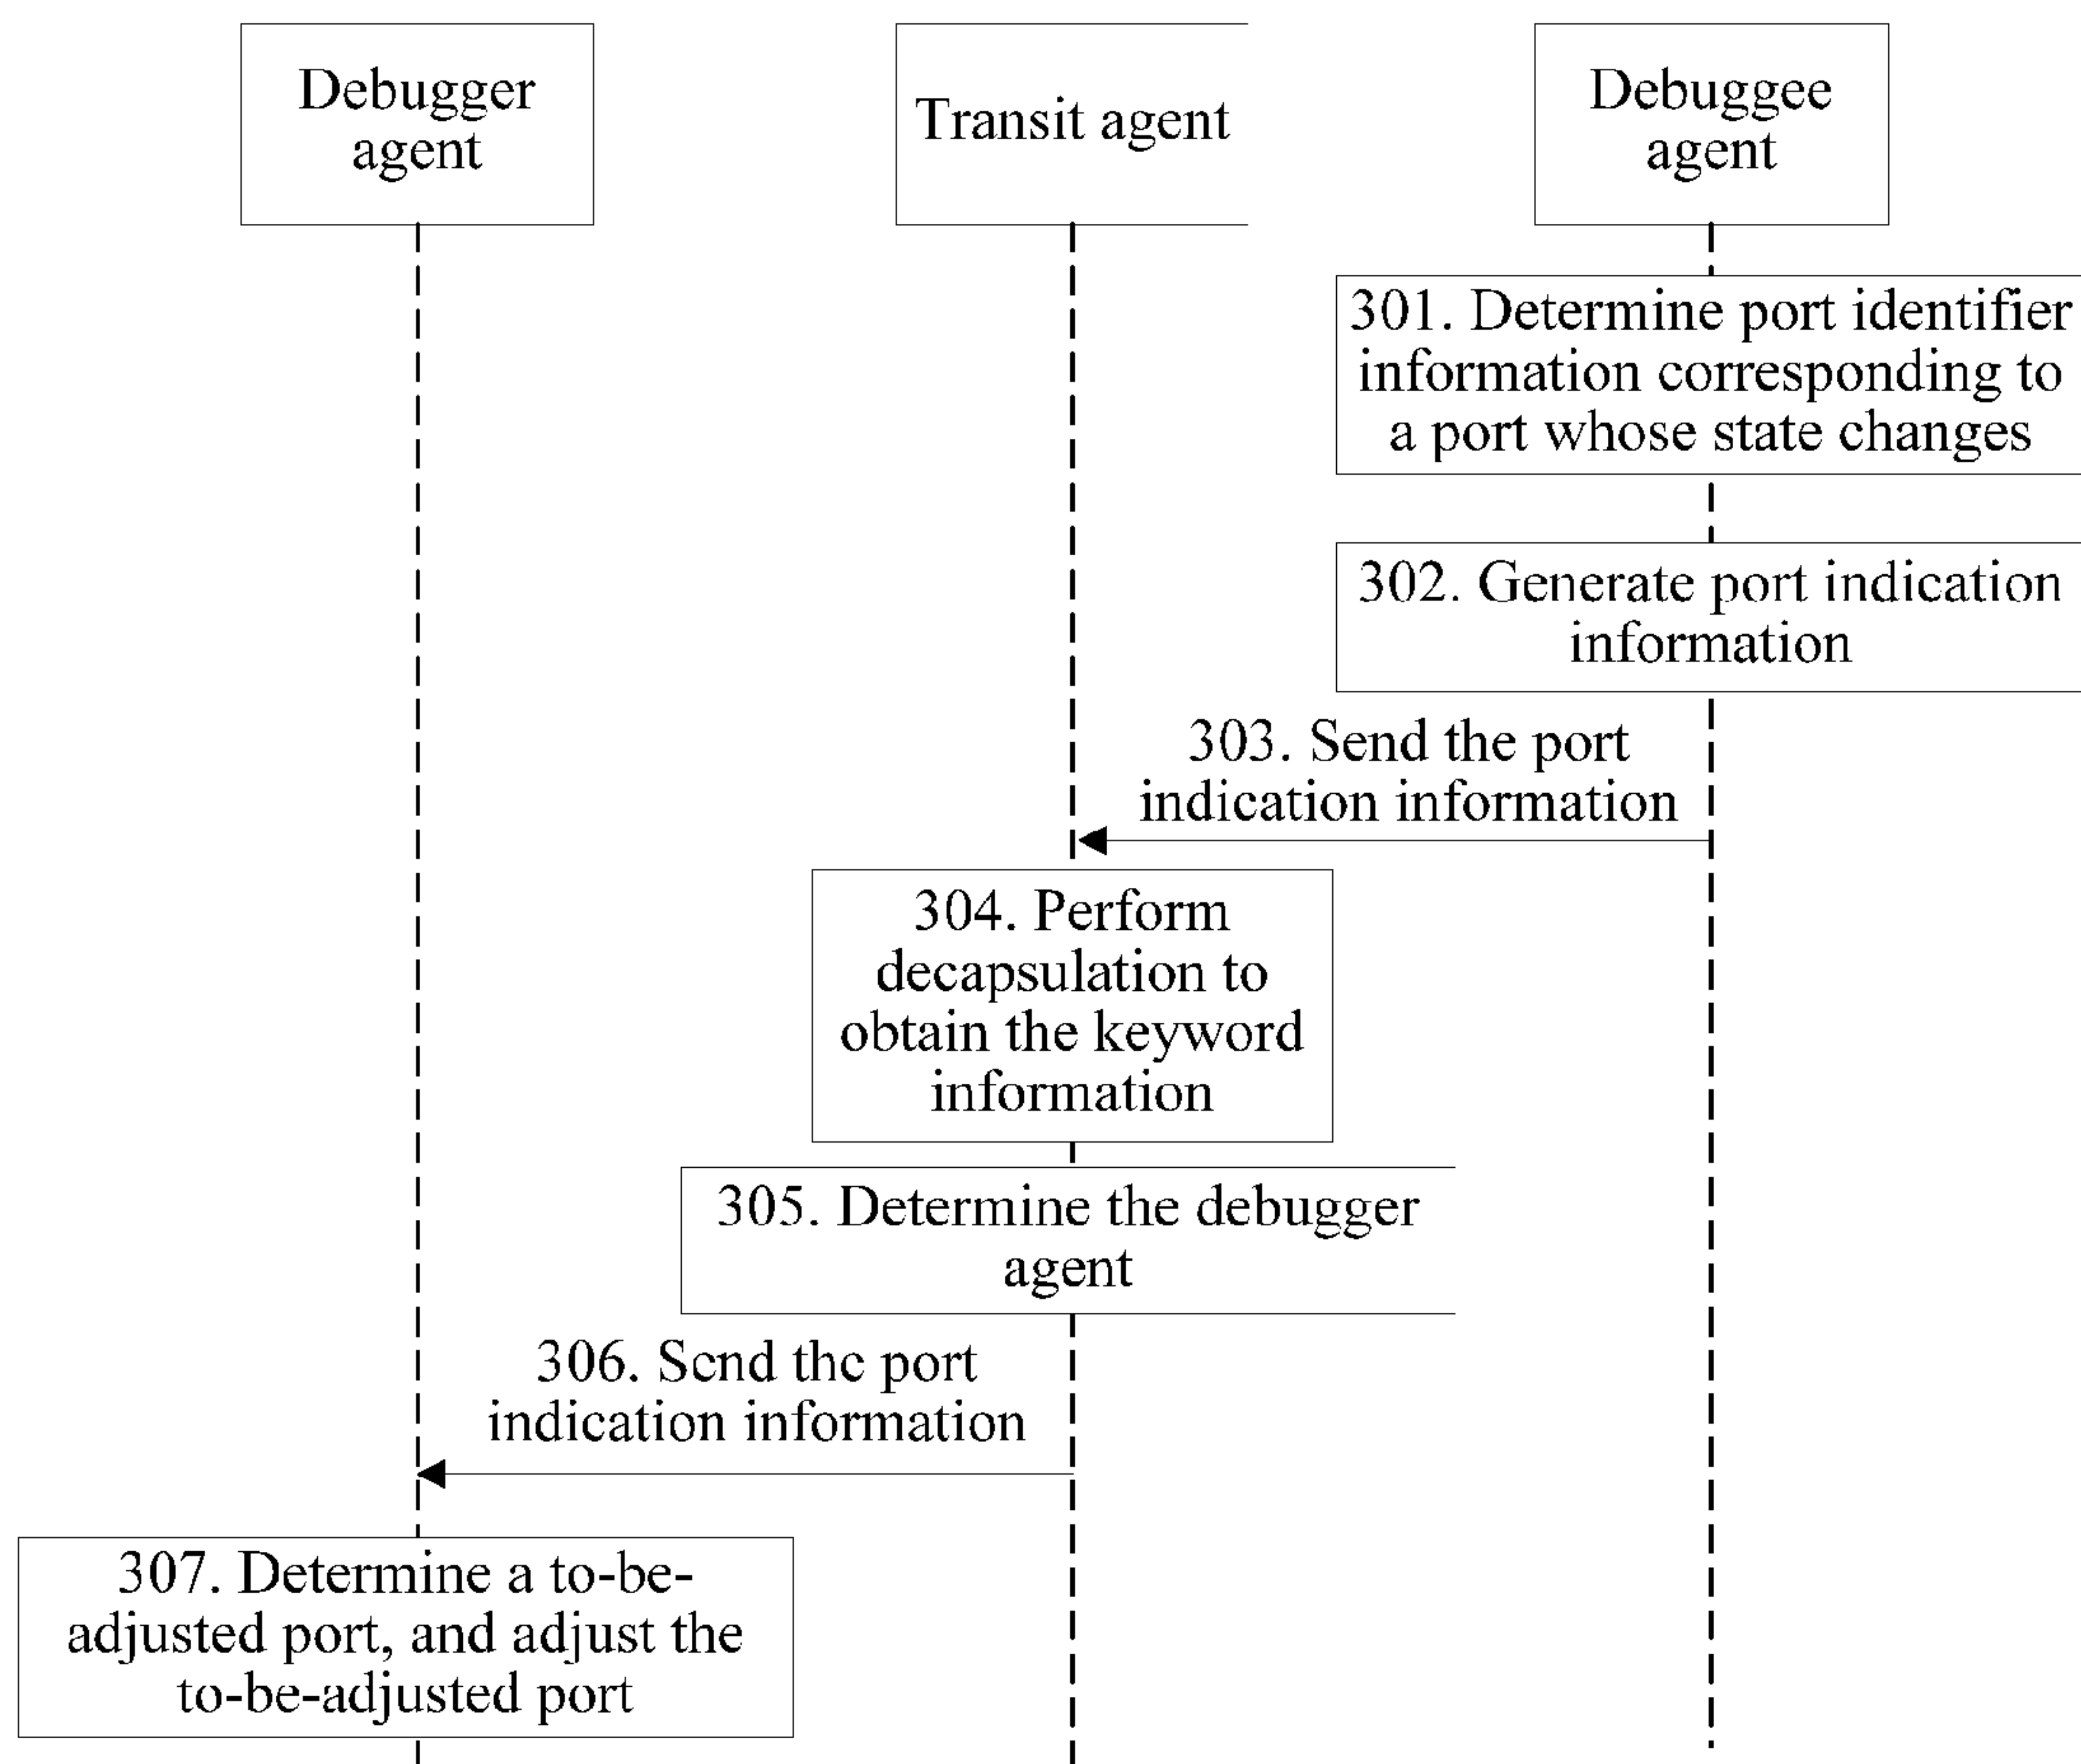 Debugger
agent
Transit agent
Debuggee
agent
301. Determine port identifier
information corresponding to
a port whose state changes
302. Generate port indication
information
303. Send the port
indication information
304. Perform
decapsulation to
obtain the keyword
information
305. Determine the debugger
agent
306. Send the port
indication information
307. Determine a to-be-
adjusted port, and adjust the
to-be-adjusted port